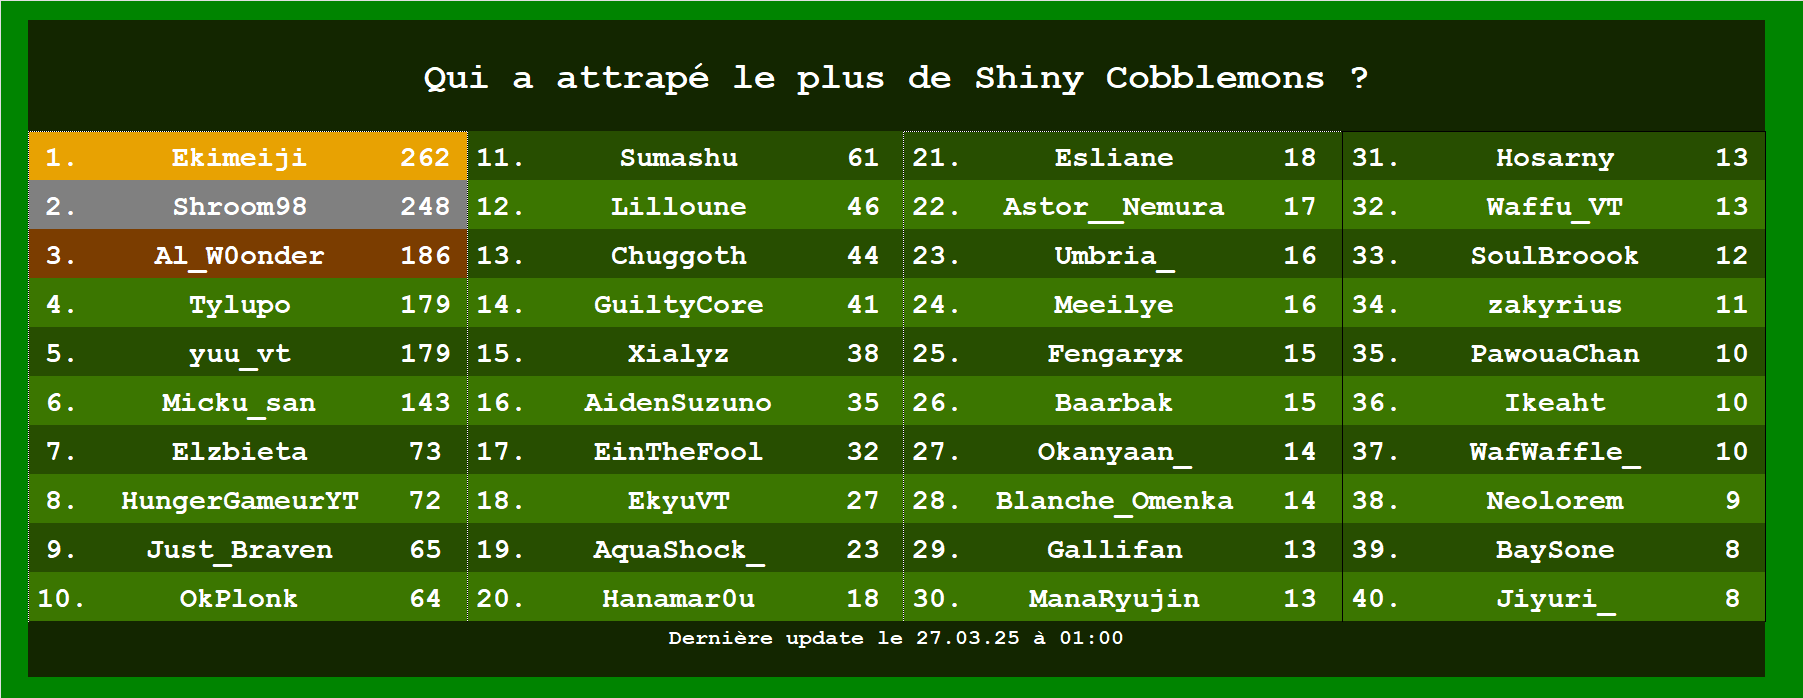 Qui a attrapé le plus de Shiny Cobblemons ?
1. Ekimeiji 262
2. Shroom98 248
3. Al_W0onder 186
4. Tylupo 179
5. yuu_vt 179
6. Micku_san 143
7. Elzbieta 73
8. HungerGameurYT 72
9. Just_Braven 65
10. OkPlonk 64
11. Sumashu 61
12. Lilloune 46
13. Chuggoth 44
14. GuiltyCore 41
15. Xialyz 38
16. AidenSuzuno 35
17. EinTheFool 32
18. EkyuVT 27
19. AquaShock_ 23
20. Hanamar0u 18
21. Esliane 18
22. Astor__Nemura 17
23. Umbria_ 16
24. Meeilye 16
25. Fengaryx 15
26. Baarbak 15
27. Okanyaan_ 14
28. Blanche_Omenka 14
29. Gallifan 13
30. ManaRyujin 13
31. Hosarny 13
32. Waffu_VT 13
33. SoulBroook 12
34. zakyrius 11
35. PawouaChan 10
36. Ikeaht 10
37. WafWaffle_ 10
38. Neolorem 9
39. BaySone 8
40. Jiyuri_ 8
Dernière update le 27.03.25 à 01:00